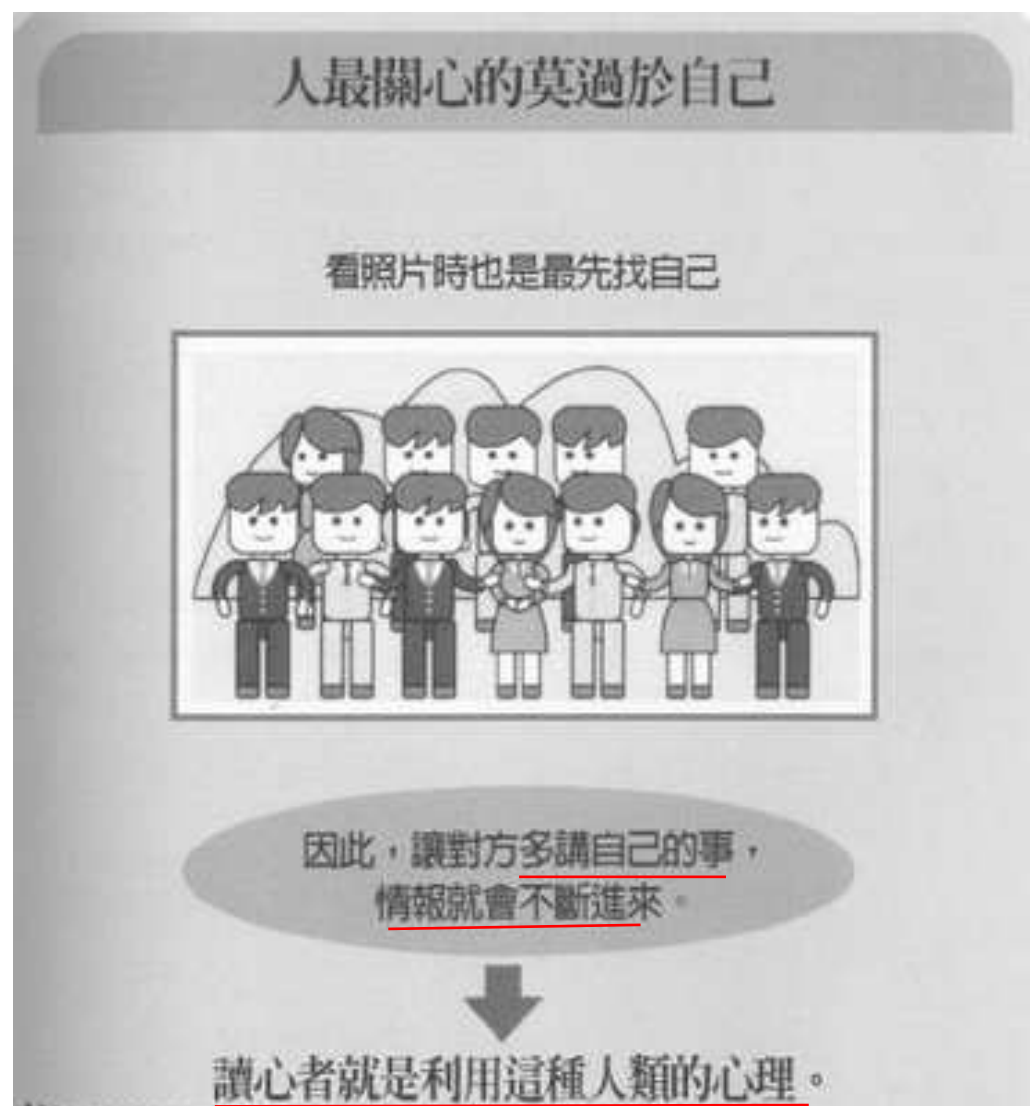 人最關心的莫過於自己
看照片時也是最先找自己
因此，讓對方多講自己的事，
情報就會不斷進來。
讀心者就是利用這種人類的心理。